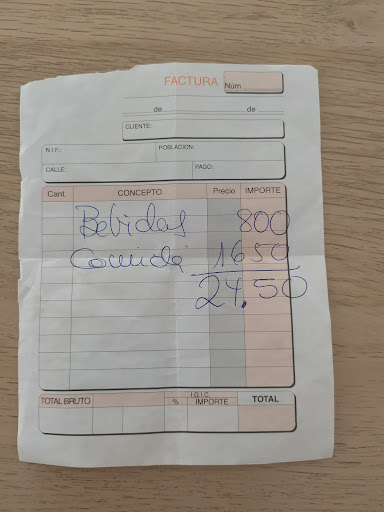 FACTURA
Núm
de de
CLIENTE:
N.I.F.: POBLACION:
CALLE: PAGO:
Cant. CONCEPTO Precio IMPORTE
Bebidas 800
Comida 1650
24.50
TOTAL BRUTO I.G.I.C. TOTAL
% IMPORTE